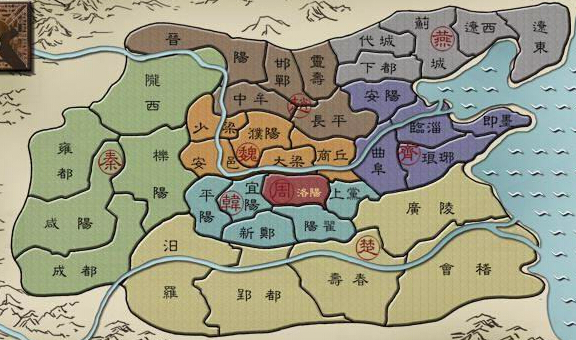 晉陽
邯鄲
靈壽
代城
薊城
燕
遼西
遼東
下都
中牟
趙
長平
安陽
隴西
少梁
濮陽
臨淄
即墨
安邑
魏
大梁
商丘
曲阜
齊
琅琊
雍都
秦
櫟陽
平陽
韓
宜陽
周
洛陽
上黨
廣陵
咸陽
新鄭
陽翟
楚
成都
汨羅
郢都
壽春
會稽